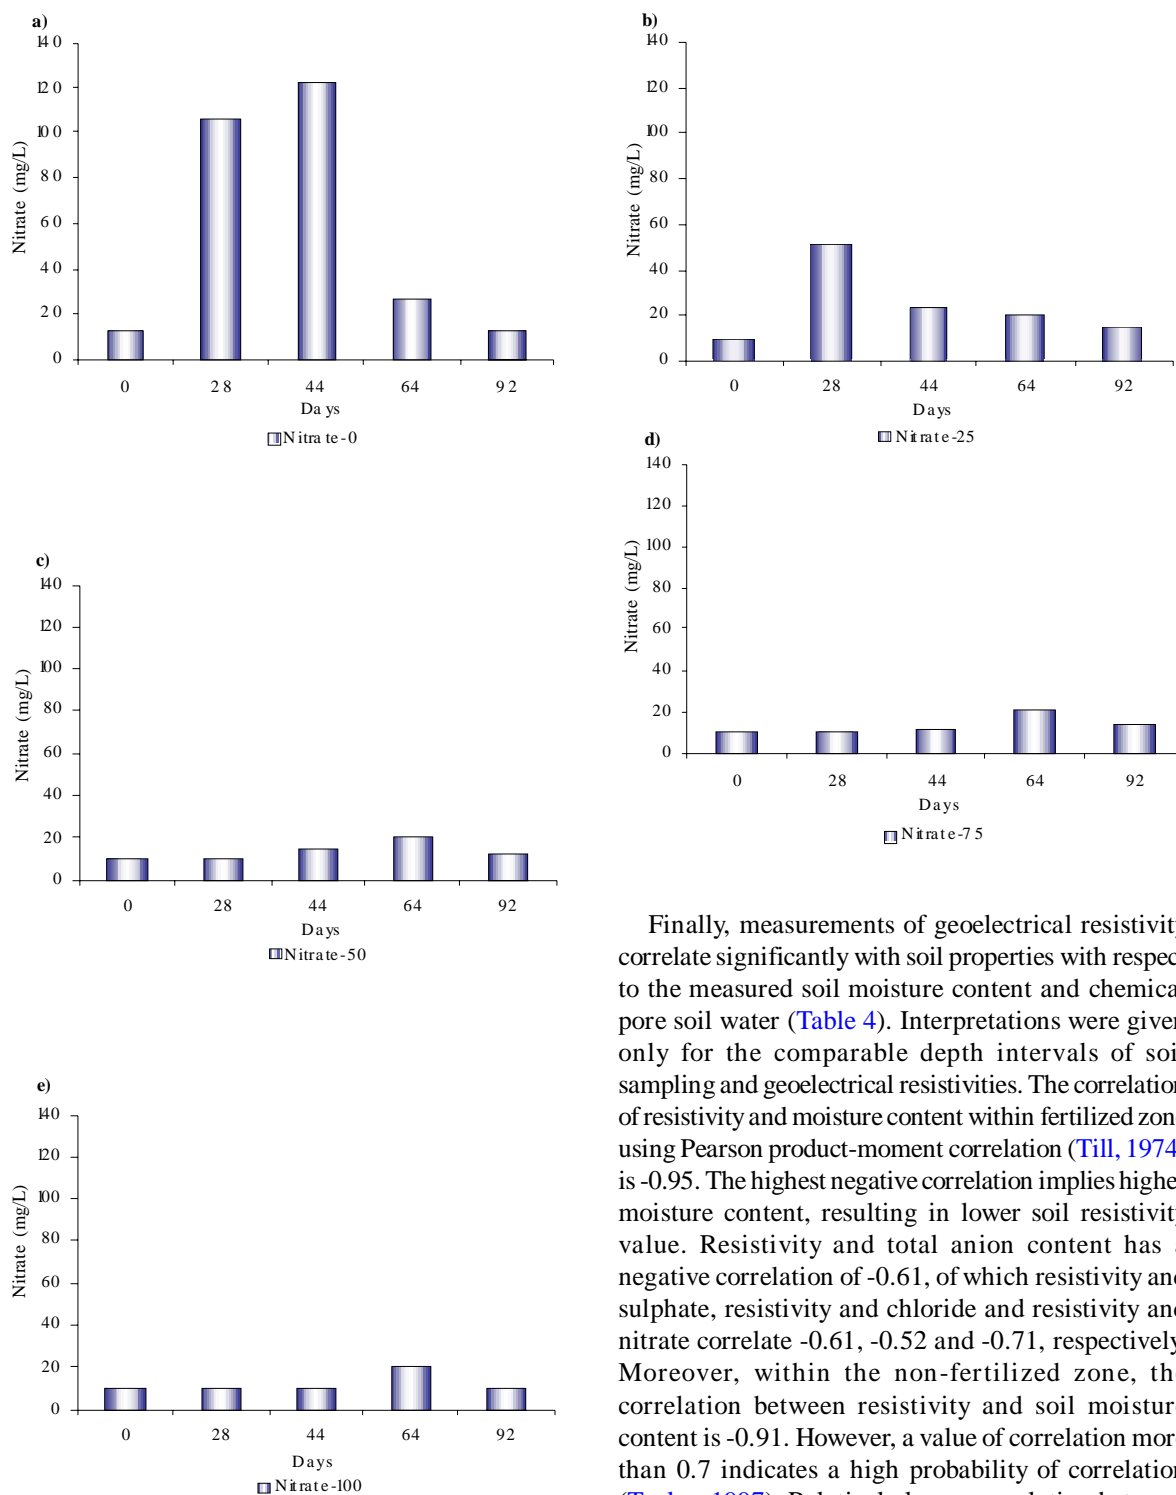 a)
140
120
100
80
60
40
20
0
Nitrate (mg/L)
0 28 44 64 92
Days
Nitrate-0
b)
140
120
100
80
60
40
20
0
Nitrate (mg/L)
0 28 44 64 92
Days
Nitrate-25
c)
140
120
100
80
60
40
20
0
Nitrate (mg/L)
0 28 44 64 92
Days
Nitrate-50
d)
140
120
100
80
60
40
20
0
Nitrate (mg/L)
0 28 44 64 92
Days
Nitrate-75
e)
140
120
100
80
60
40
20
0
Nitrate (mg/L)
0 28 44 64 92
Days
Nitrate-100
Finally, measurements of geoelectrical resistivity
correlate significantly with soil properties with respec
to the measured soil moisture content and chemica
pore soil water (Table 4). Interpretations were given
only for the comparable depth intervals of soi
sampling and geoelectrical resistivities. The correlation
of resistivity and moisture content within fertilized zon
using Pearson product-moment correlation (Till, 1974
is -0.95. The highest negative correlation implies highe
moisture content, resulting in lower soil resistivity
value. Resistivity and total anion content has
negative correlation of -0.61, of which resistivity and
sulphate, resistivity and chloride and resistivity and
nitrate correlate -0.61, -0.52 and -0.71, respectively
Moreover, within the non-fertilized zone, th
correlation between resistivity and soil moistur
content is -0.91. However, a value of correlation mor
than 0.7 indicates a high probability of correlation